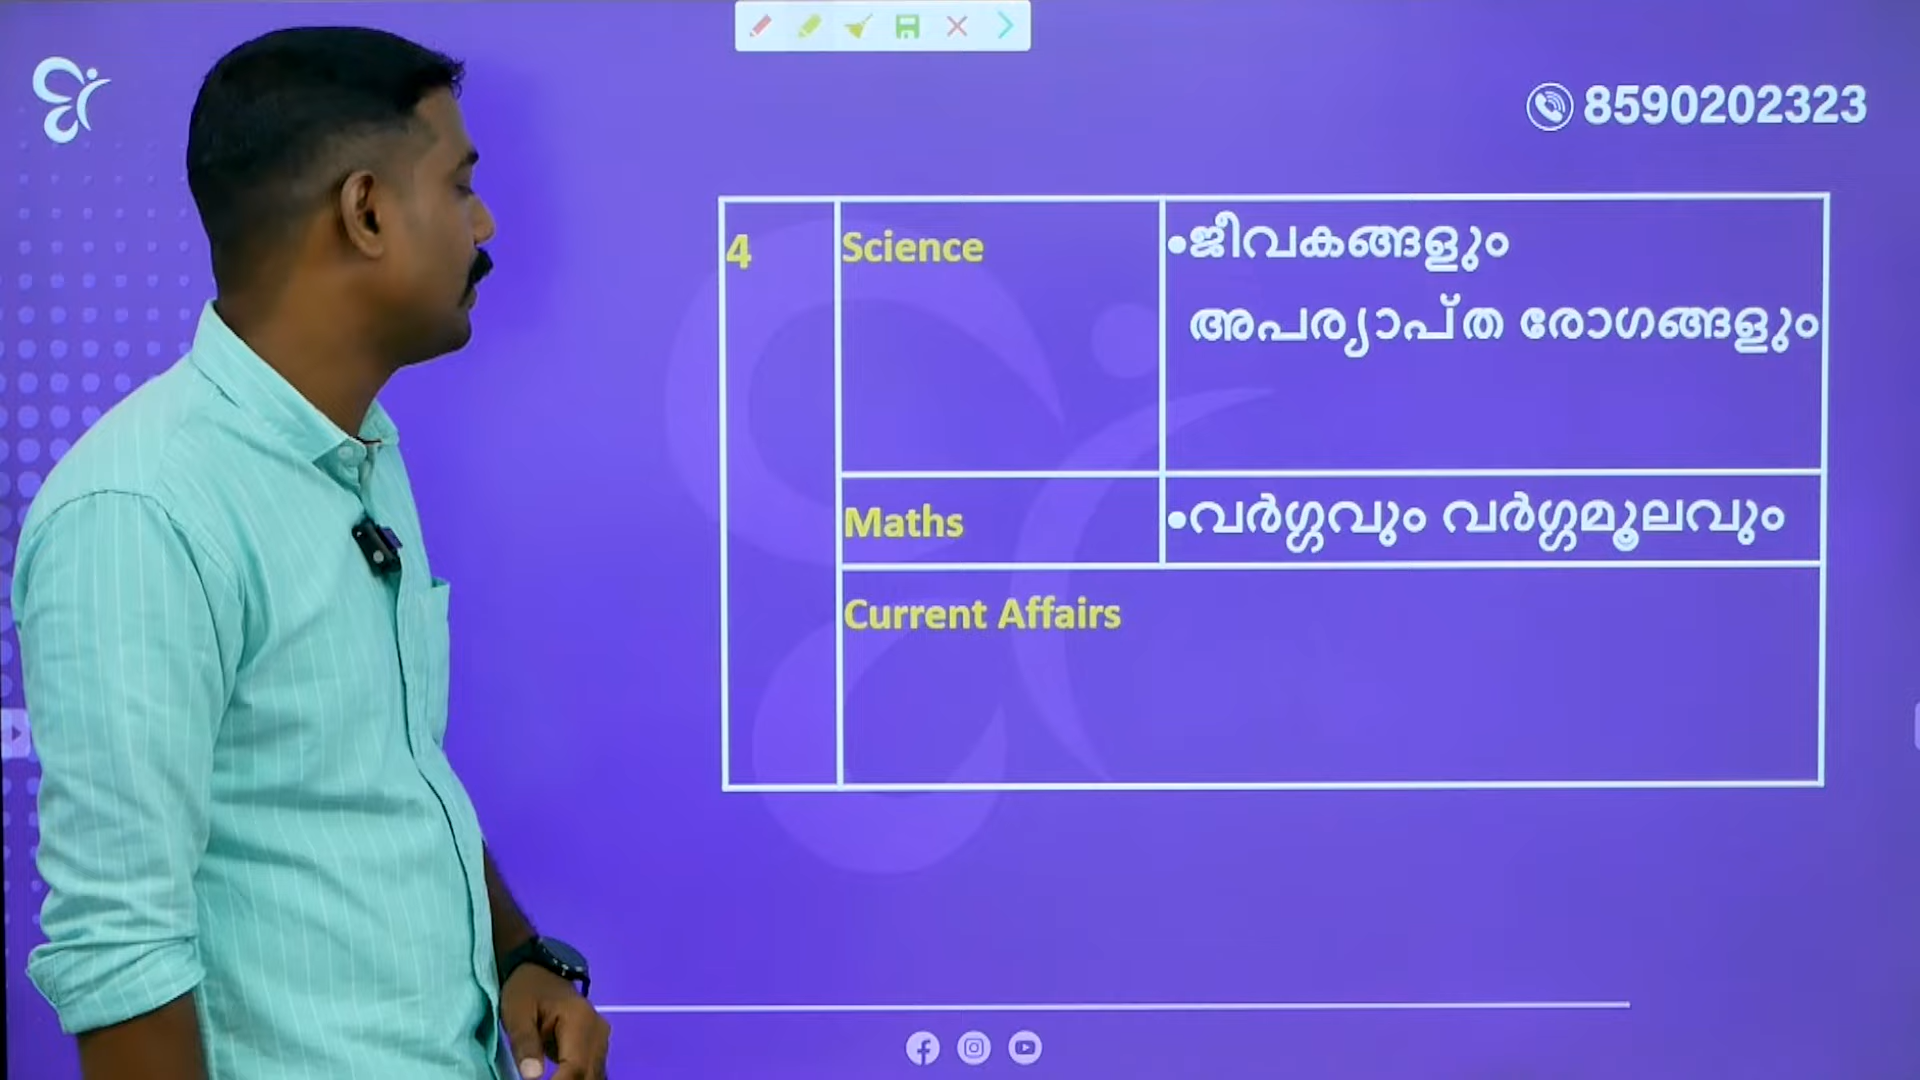 8590202323
4
Science
•ജീവകങ്ങളും
അപര്യാപ്ത രോഗങ്ങളും
Maths
•വർഗ്ഗവും വർഗ്ഗമൂലവും
Current Affairs